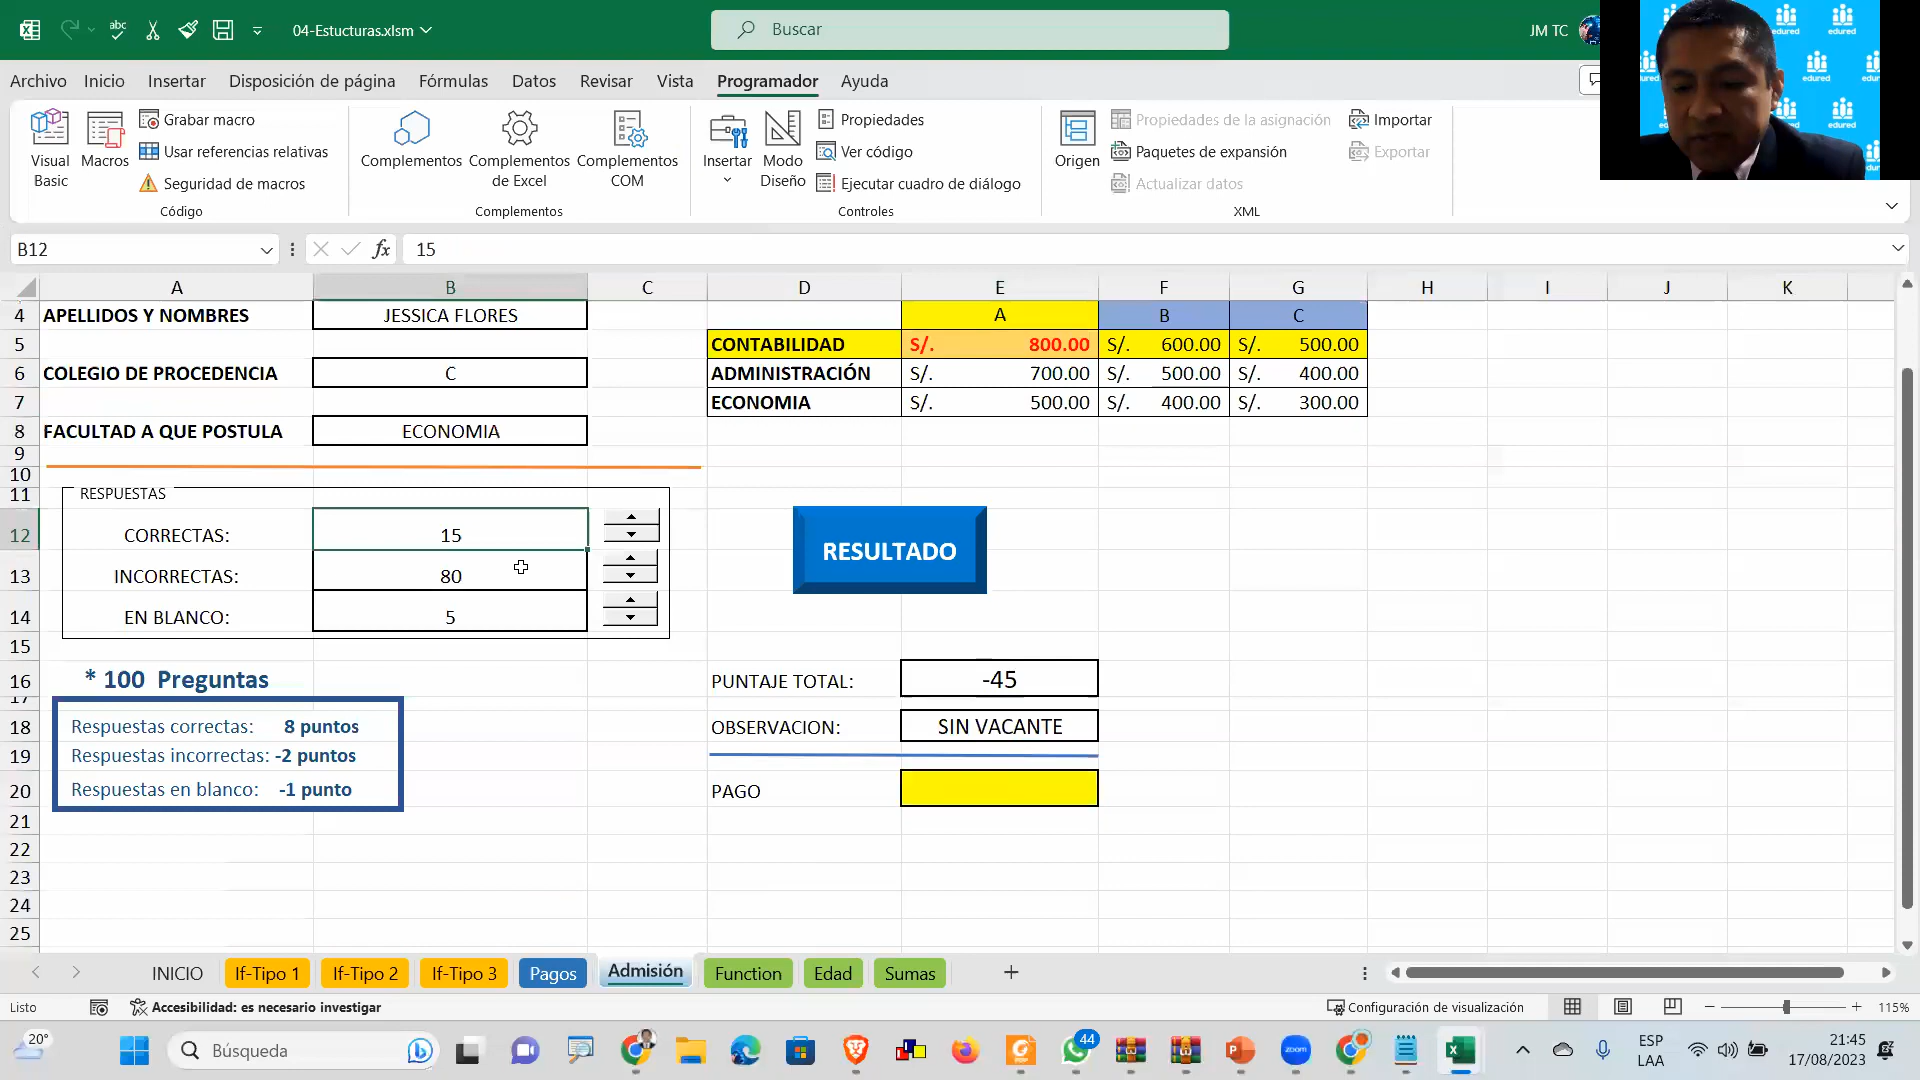 04-Estucturas.xlsm
Buscar
JM TC
Archivo Inicio Insertar Disposición de página Fórmulas Datos Revisar Vista Programador Ayuda
Visual Basic
Macros
Grabar macro
Usar referencias relativas
Seguridad de macros
Código
Complementos
Complementos de Excel
Complementos COM
Complementos
Insertar
Modo Diseño
Propiedades
Ver código
Ejecutar cuadro de diálogo
Controles
Origen
Propiedades de la asignación
Paquetes de expansión
Actualizar datos
Importar
Exportar
XML
edured edured
edured edured
B12 fx 15
A B C D E F G H I J K
4 APELLIDOS Y NOMBRES JESSICA FLORES A B C
5 CONTABILIDAD S/. 800.00 S/. 600.00 S/. 500.00
6 COLEGIO DE PROCEDENCIA C ADMINISTRACIÓN S/. 700.00 S/. 500.00 S/. 400.00
7 ECONOMIA S/. 500.00 S/. 400.00 S/. 300.00
8 FACULTAD A QUE POSTULA ECONOMIA
9
10
11 RESPUESTAS
12 CORRECTAS: 15
RESULTADO
13 INCORRECTAS: 80
14 EN BLANCO: 5
15
16 * 100 Preguntas PUNTAJE TOTAL: -45
17
18 Respuestas correctas: 8 puntos OBSERVACION: SIN VACANTE
19 Respuestas incorrectas: -2 puntos
20 Respuestas en blanco: -1 punto PAGO
21
22
23
24
25
INICIO If-Tipo 1 If-Tipo 2 If-Tipo 3 Pagos Admisión Function Edad Sumas
Listo Accesibilidad: es necesario investigar Configuración de visualización 115%
20° Búsqueda 44 zoom ESP LAA 21:45 17/08/2023